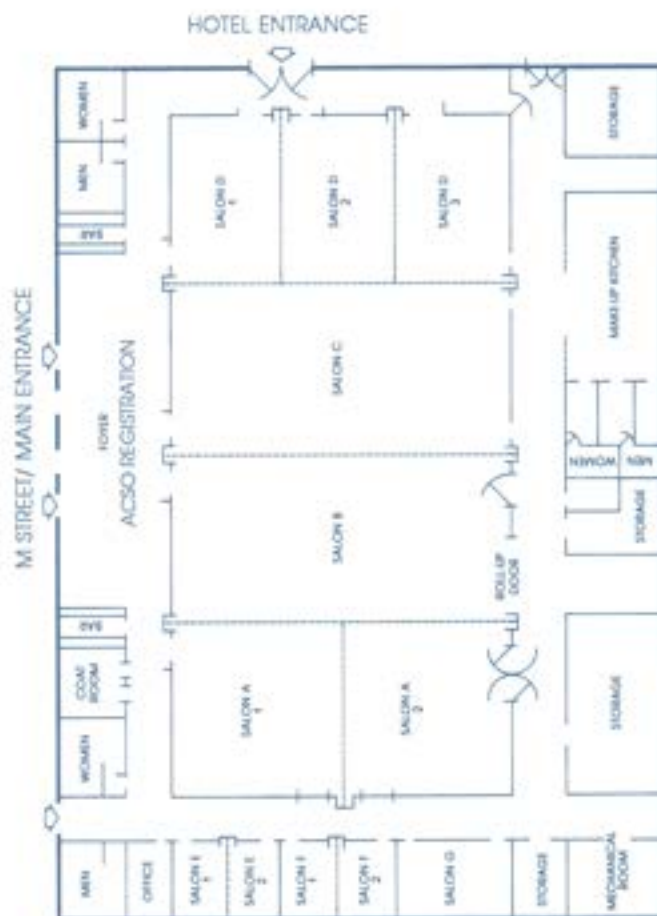 HOTEL ENTRANCE
M STREET/ MAIN ENTRANCE
WOMEN
MEN
BAR
FOYER
ACSO REGISTRATION
BAR
COAT
ROOM
WOMEN
MEN
OFFICE
SALON D
1
SALON D
2
SALON D
3
SALON C
SALON B
SALON A
1
SALON A
2
ROLL-UP
DOOR
SALON E
1
SALON E
2
SALON F
1
SALON F
2
SALON G
STORAGE
MECHANICAL
ROOM
STORAGE
MAKE-UP KITCHEN
WOMEN
MEN
STORAGE
STORAGE